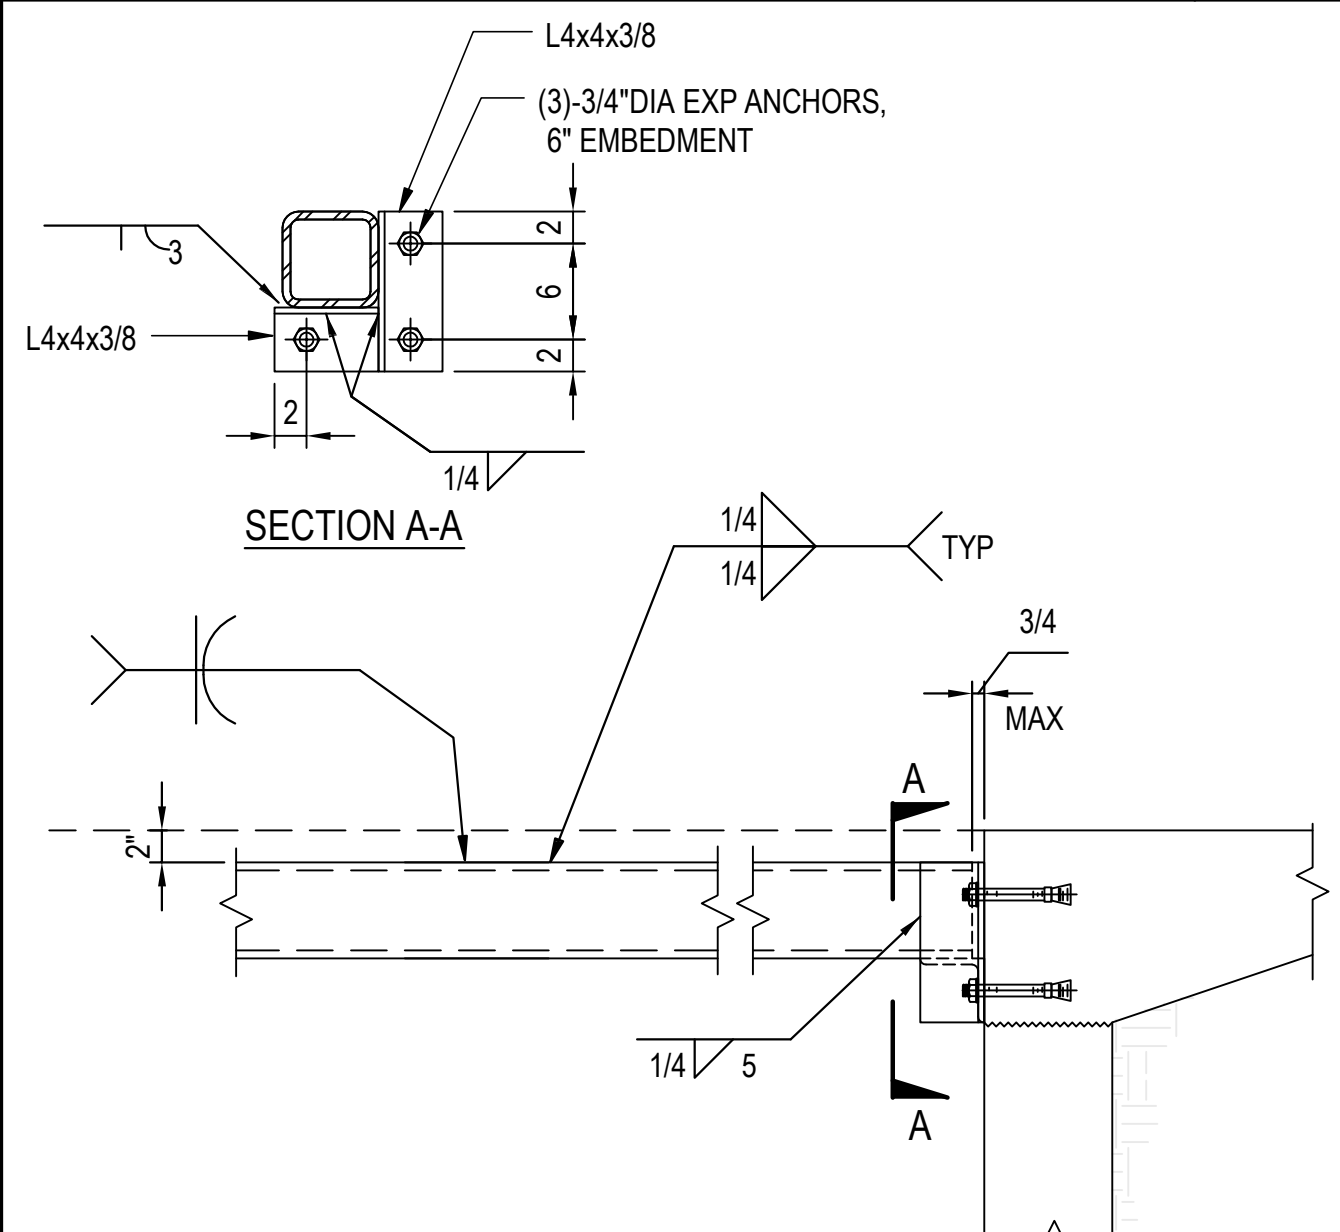 L4x4x3/8
(3)-3/4"DIA EXP ANCHORS,
6" EMBEDMENT
2
3
6
L4x4x3/8
2
2
1/4
SECTION A-A
1/4
TYP
1/4
3/4
MAX
A
2"
1/4 5
A